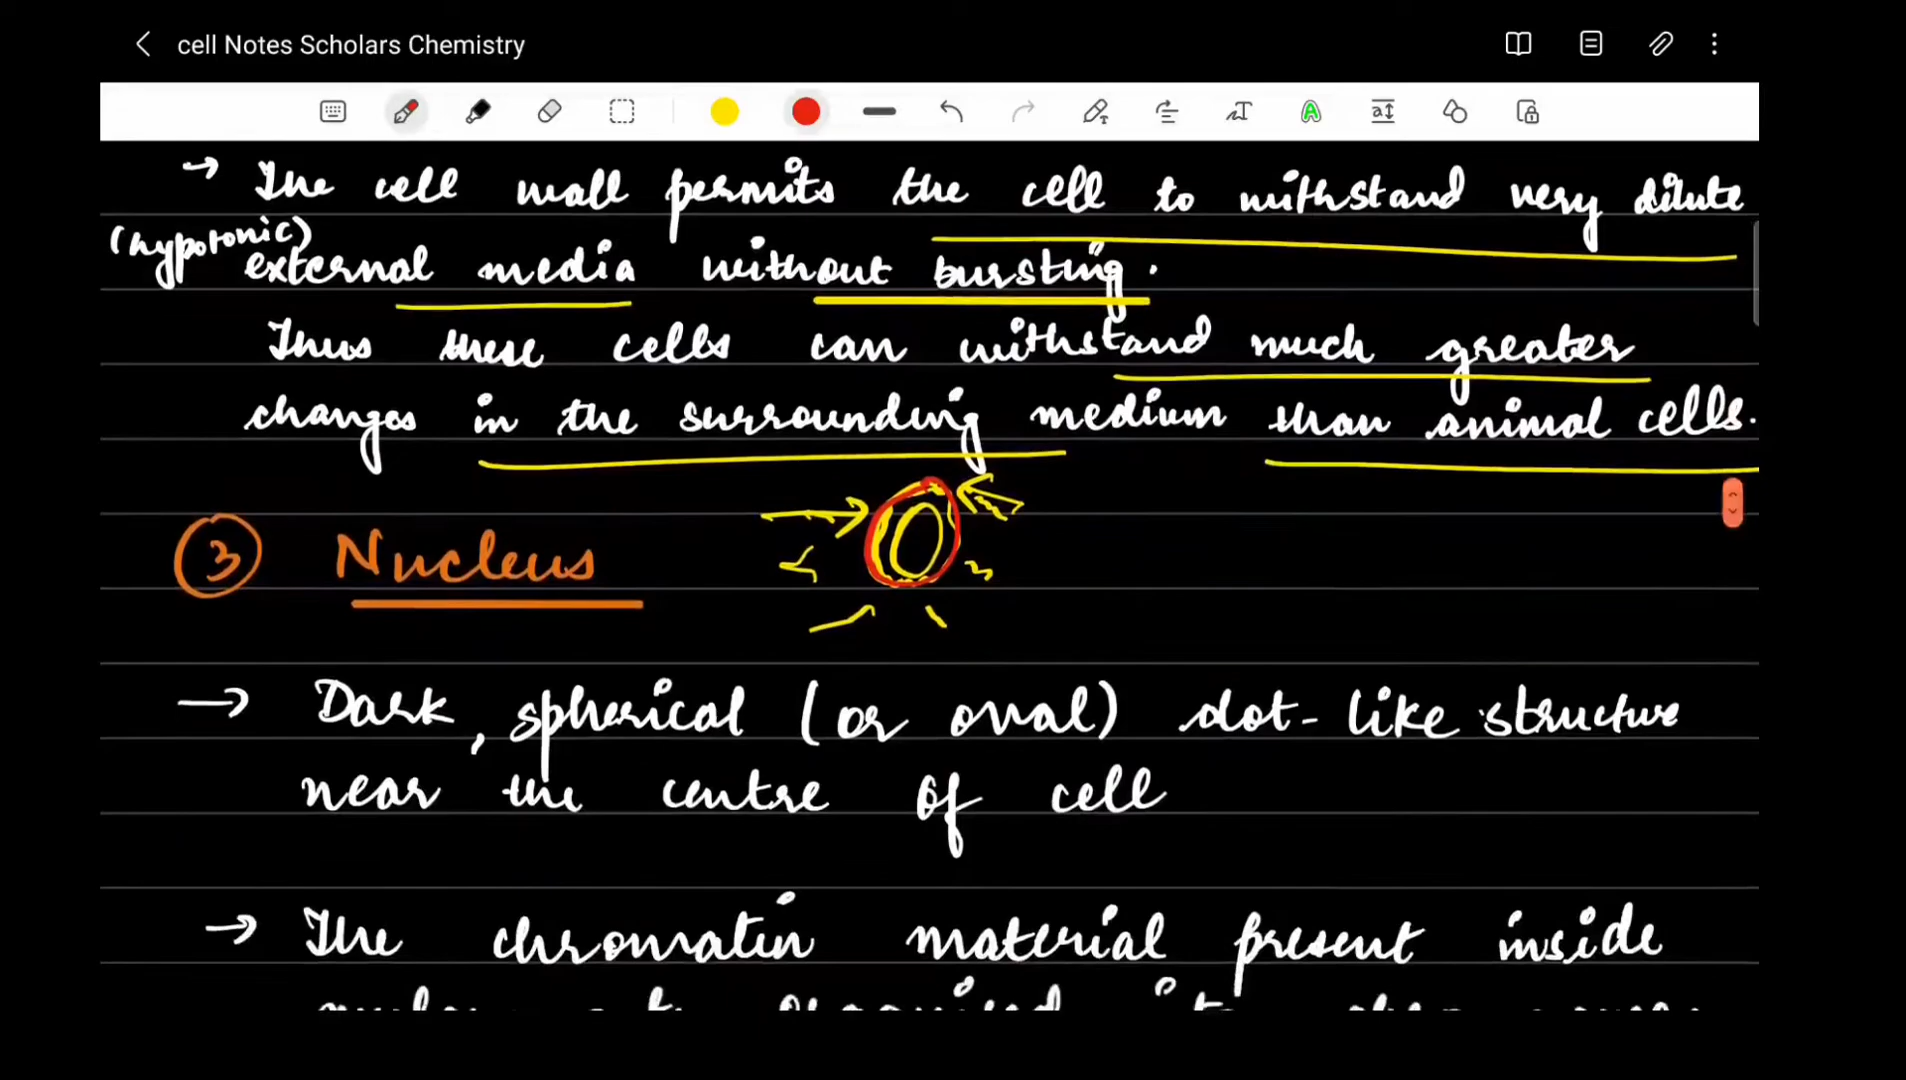 cell Notes Scholars Chemistry
→ The cell wall permits the cell to withstand very dilute
(hypotonic)
external media without bursting.
Thus these cells can withstand much greater
changes in the surrounding medium than animal cells.
3 Nucleus
→ Dark, spherical (or oval) dot-like structure
near the centre of cell
→ The chromatin material present inside